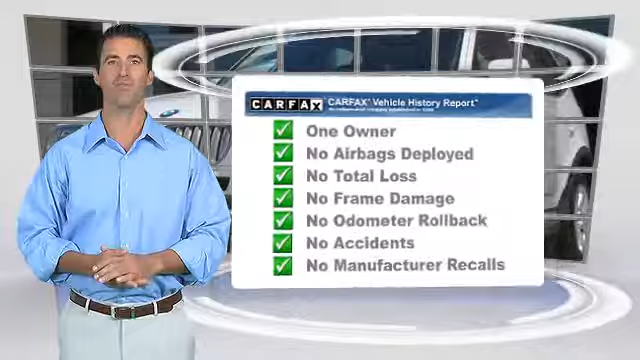 CARFAX CARFAX Vehicle History Report™
One Owner
No Airbags Deployed
No Total Loss
No Frame Damage
No Odometer Rollback
No Accidents
No Manufacturer Recalls